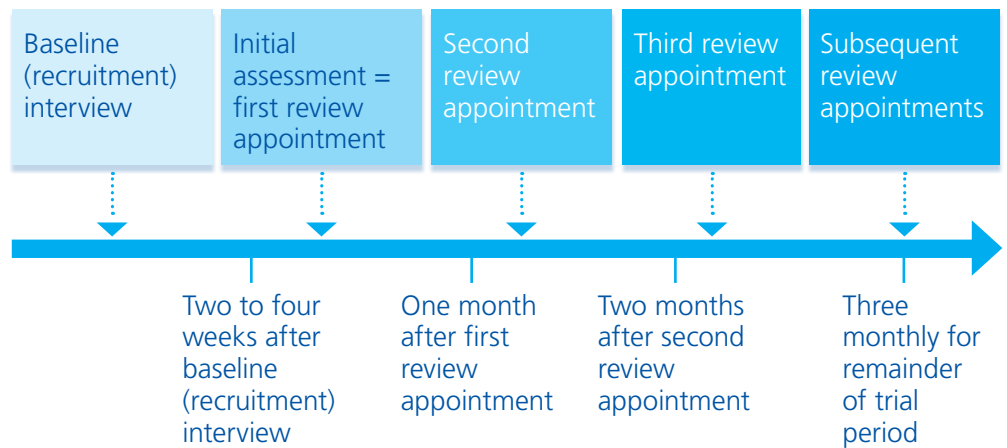 Baseline
(recruitment)
interview
Initial
assessment =
first review
appointment
Second
review
appointment
Third review
appointment
Subsequent
review
appointments
Two to four
weeks after
baseline
(recruitment)
interview
One month
after first
review
appointment
Two months
after second
review
appointment
Three
monthly for
remainder
of trial
period